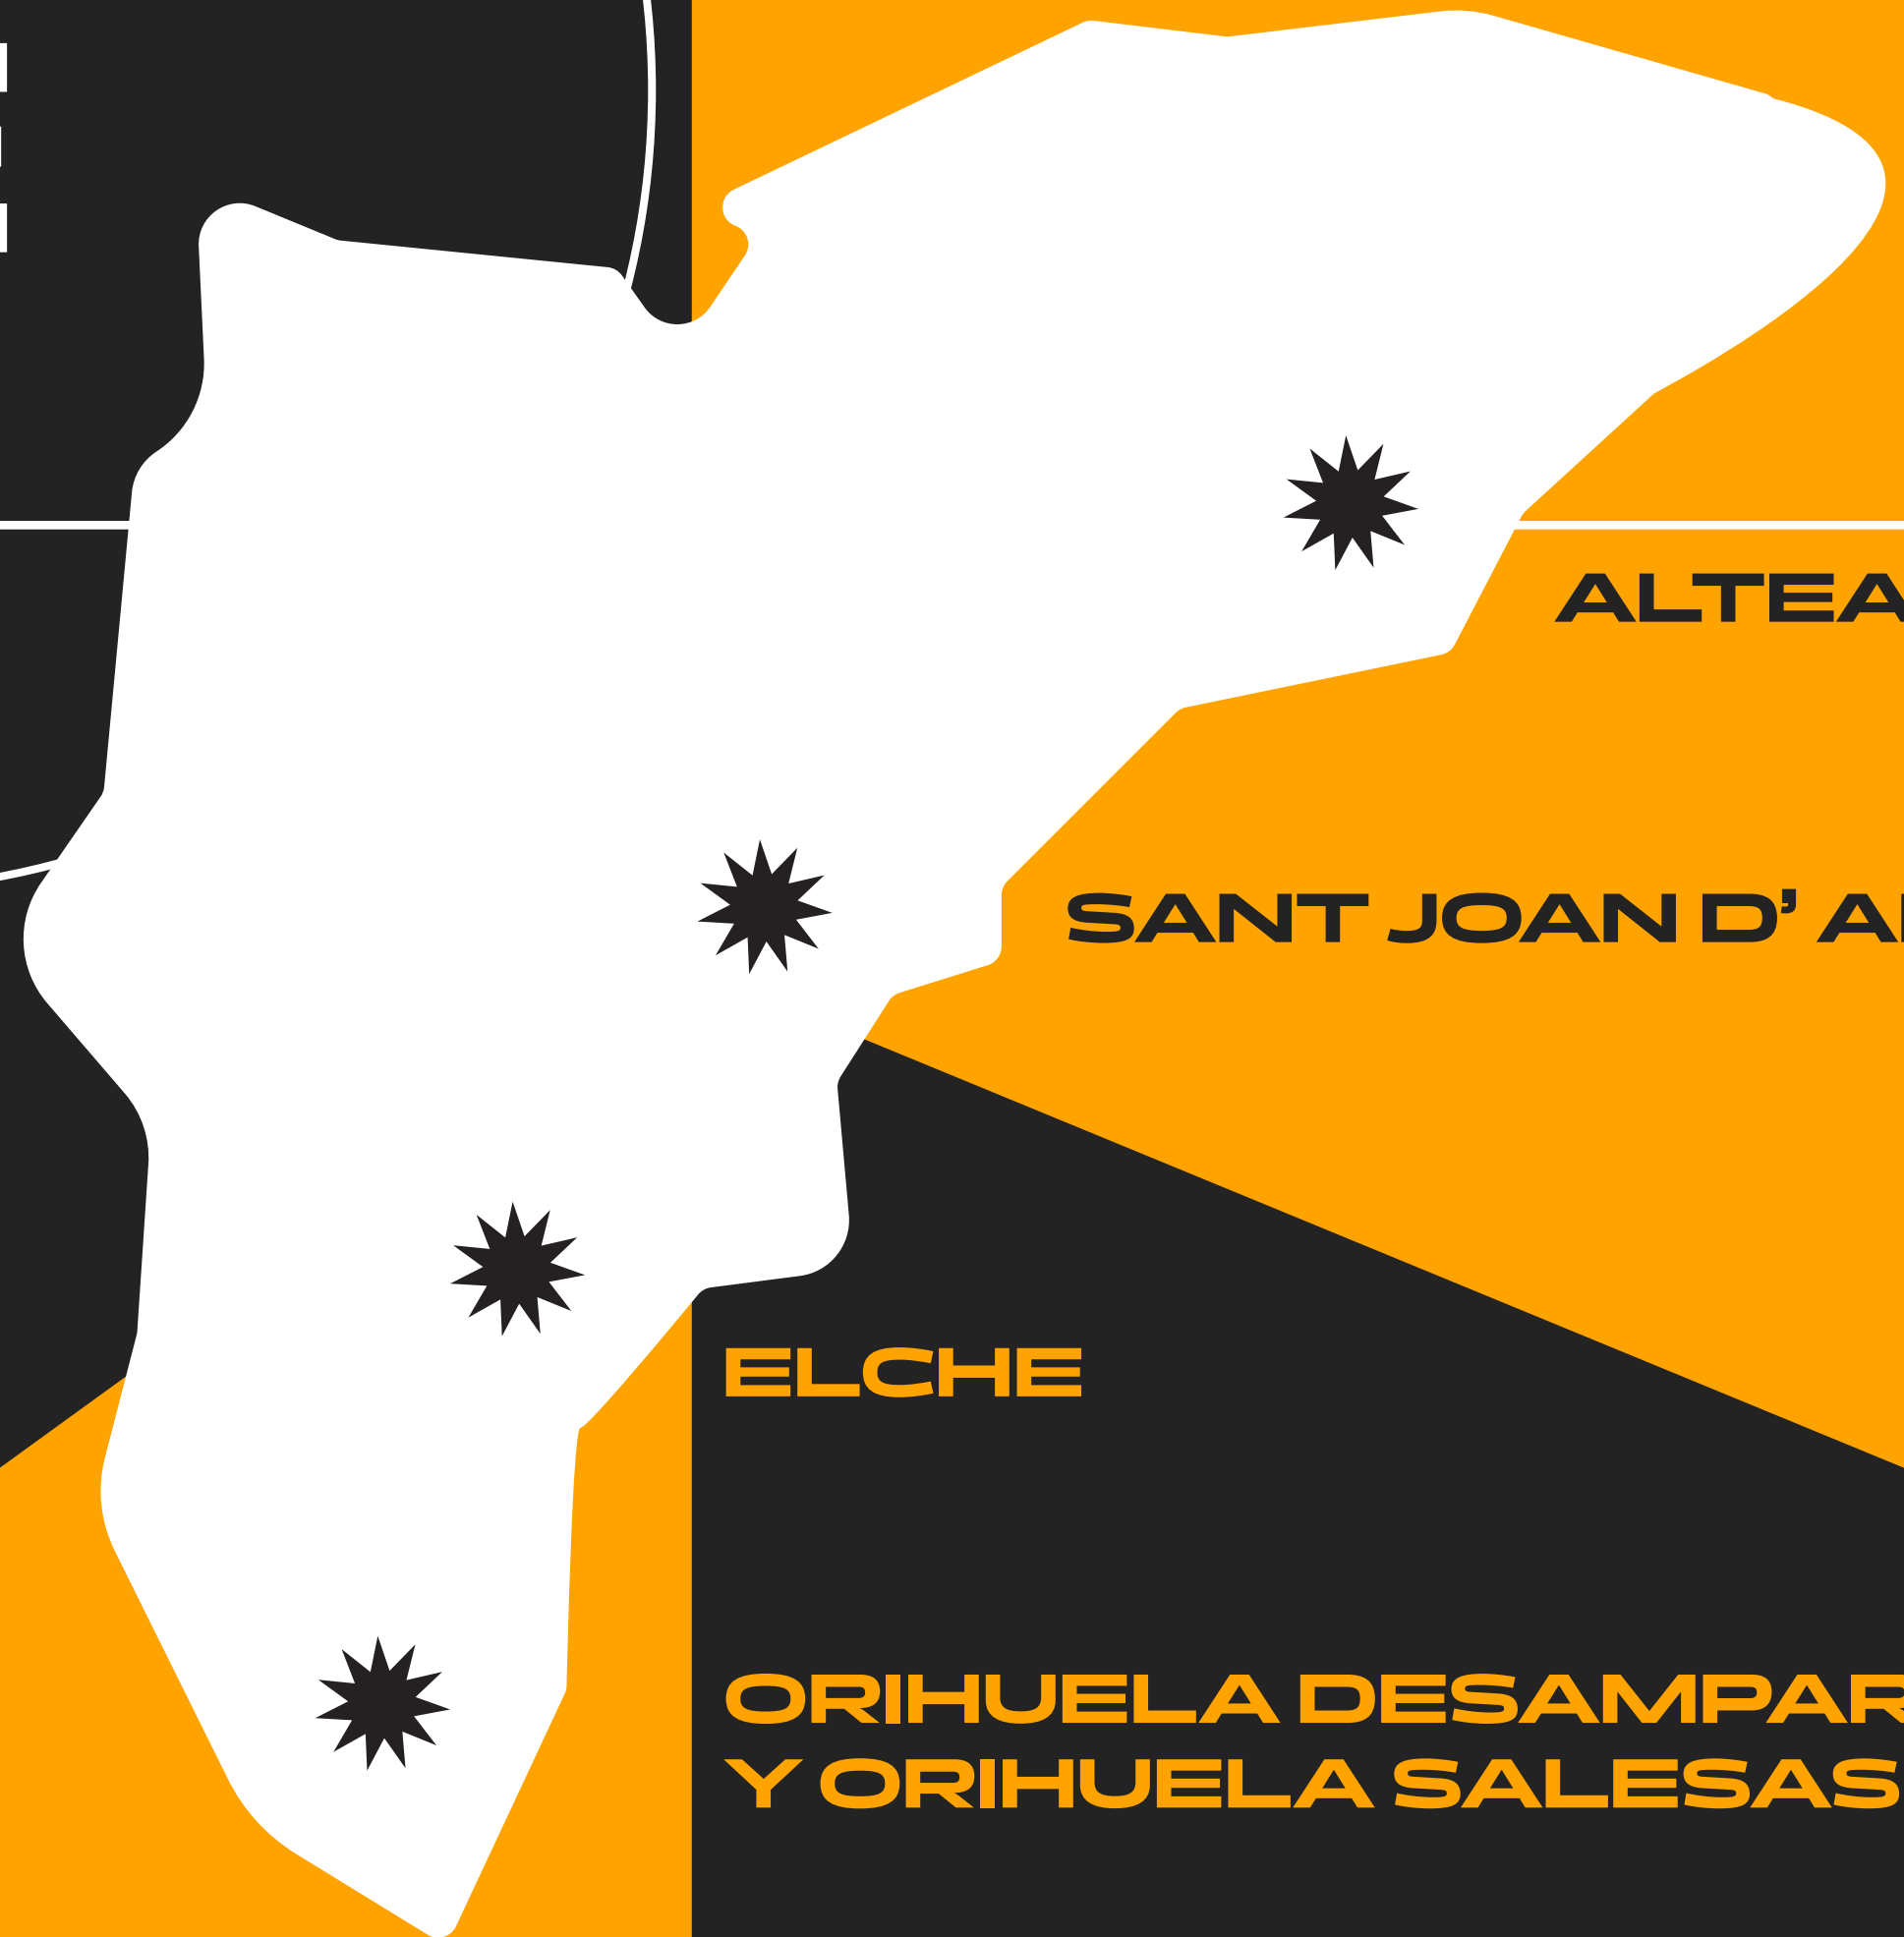 ALTEA
SANT JOAN D' A
ELCHE
ORIHUELA DESAMPAR
Y ORIHUELA SALESAS